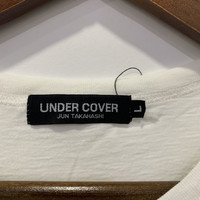 UNDER COVER
JUN TAKAHASHI
L